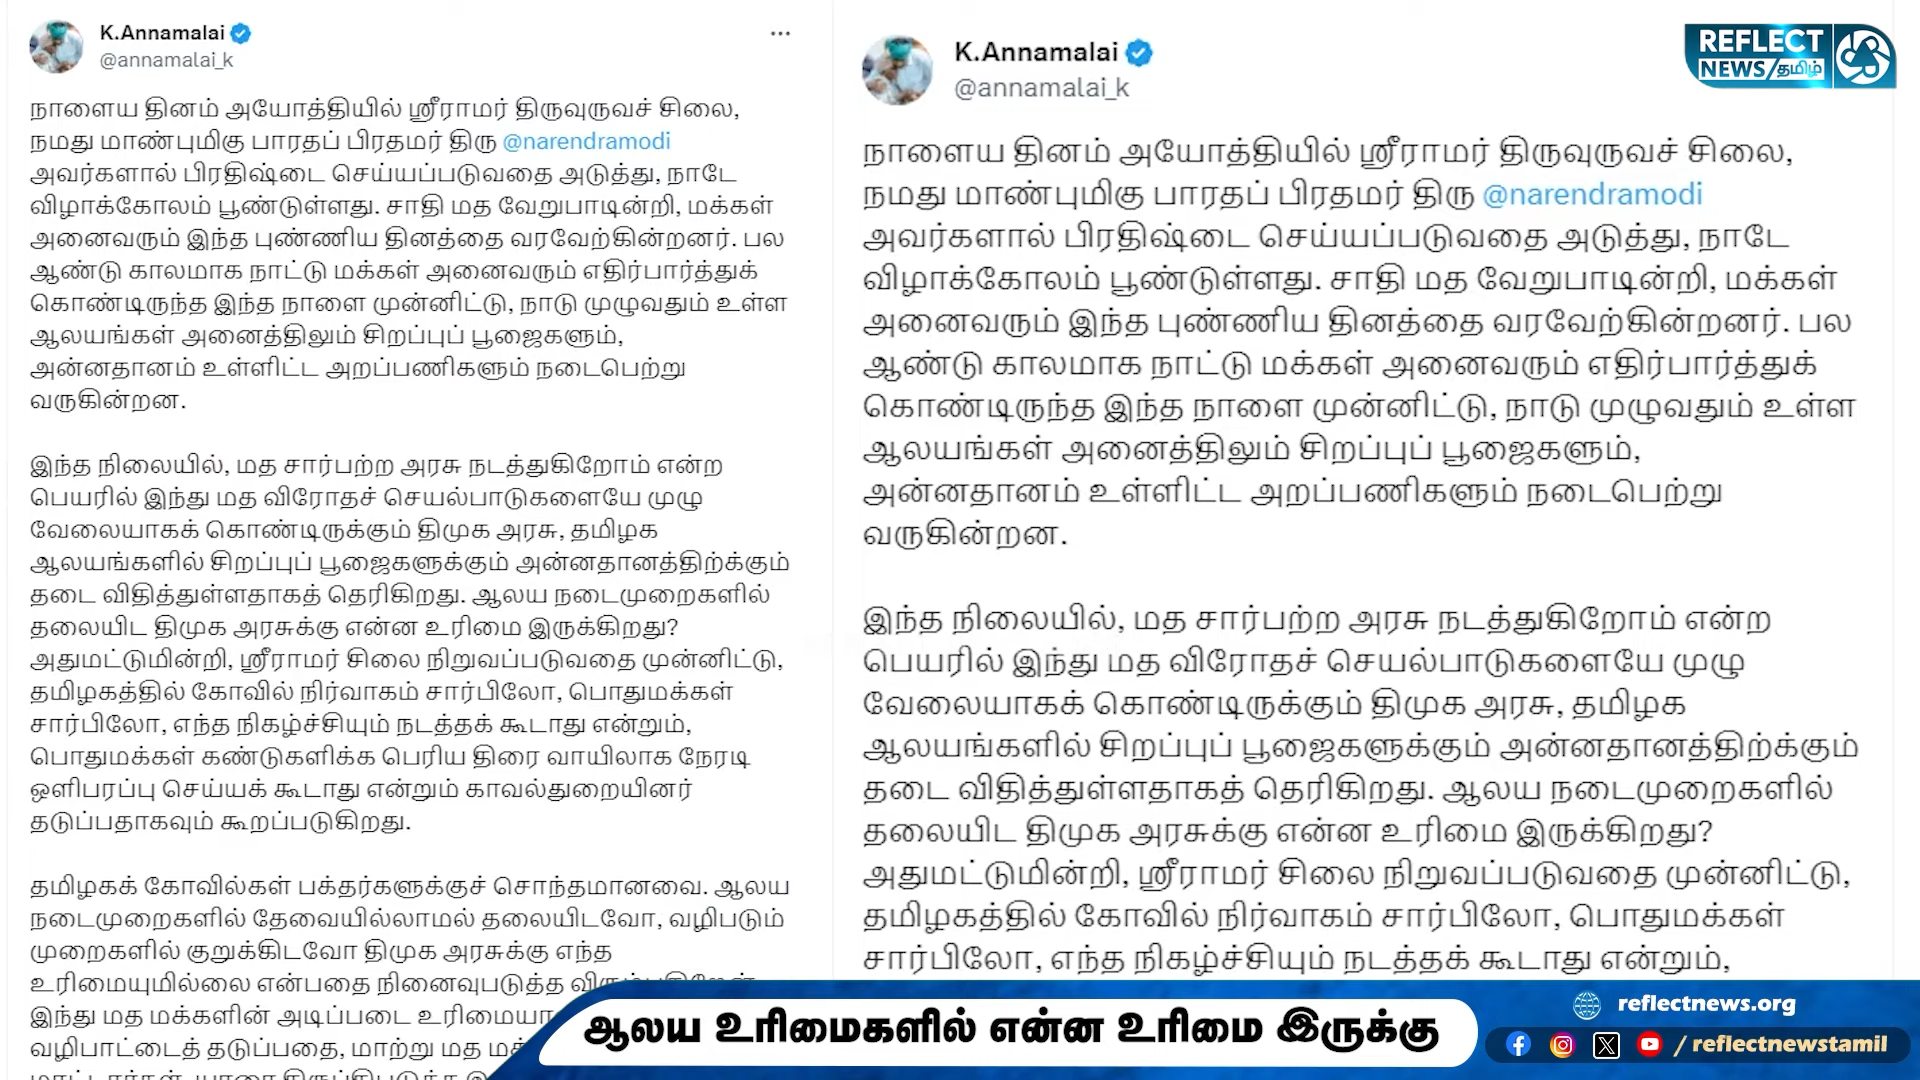 K.Annamalai
@annamalai_k
நாளைய தினம் அயோத்தியில் ஸ்ரீராமர் திருவுருவச் சிலை,
நமது மாண்புமிகு பாரதப் பிரதமர் திரு @narendramodi
அவர்களால் பிரதிஷ்டை செய்யப்படுவதை அடுத்து, நாடே
விழாக்கோலம் பூண்டுள்ளது. சாதி மத வேறுபாடின்றி, மக்கள்
அனைவரும் இந்த புண்ணிய தினத்தை வரவேற்கின்றனர். பல
ஆண்டு காலமாக நாட்டு மக்கள் அனைவரும் எதிர்பார்த்துக்
கொண்டிருந்த இந்த நாளை முன்னிட்டு, நாடு முழுவதும் உள்ள
ஆலயங்கள் அனைத்திலும் சிறப்புப் பூஜைகளும்,
அன்னதானம் உள்ளிட்ட அறப்பணிகளும் நடைபெற்று
வருகின்றன.
இந்த நிலையில், மத சார்பற்ற அரசு நடத்துகிறோம் என்ற
பெயரில் இந்து மத விரோதச் செயல்பாடுகளையே முழு
வேலையாகக் கொண்டிருக்கும் திமுக அரசு, தமிழக
ஆலயங்களில் சிறப்புப் பூஜைகளுக்கும் அன்னதானத்திற்க்கும்
தடை விதித்துள்ளதாகத் தெரிகிறது. ஆலய நடைமுறைகளில்
தலையிட திமுக அரசுக்கு என்ன உரிமை இருக்கிறது?
அதுமட்டுமின்றி, ஸ்ரீராமர் சிலை நிறுவப்படுவதை முன்னிட்டு,
தமிழகத்தில் கோவில் நிர்வாகம் சார்பிலோ, பொதுமக்கள்
சார்பிலோ, எந்த நிகழ்ச்சியும் நடத்தக் கூடாது என்றும்,
பொதுமக்கள் கண்டுகளிக்க பெரிய திரை வாயிலாக நேரடி
ஒளிபரப்பு செய்யக் கூடாது என்றும் காவல்துறையினர்
தடுப்பதாகவும் கூறப்படுகிறது.
தமிழகக் கோவில்கள் பக்தர்களுக்குச் சொந்தமானவை. ஆலய
நடைமுறைகளில் தேவையில்லாமல் தலையிடவோ, வழிபடும்
முறைகளில் குறுக்கிடவோ திமுக அரசுக்கு எந்த
உரிமையுமில்லை என்பதை நினைவுபடுத்த
இந்து மத மக்களின் அடிப்படை
வழிபாட்டைத் தடுப்பதை, மாற்று மத
K.Annamalai
@annamalai_k
நாளைய தினம் அயோத்தியில் ஸ்ரீராமர் திருவுருவச் சிலை,
நமது மாண்புமிகு பாரதப் பிரதமர் திரு @narendramodi
அவர்களால் பிரதிஷ்டை செய்யப்படுவதை அடுத்து, நாடே
விழாக்கோலம் பூண்டுள்ளது. சாதி மத வேறுபாடின்றி, மக்கள்
அனைவரும் இந்த புண்ணிய தினத்தை வரவேற்கின்றனர். பல
ஆண்டு காலமாக நாட்டு மக்கள் அனைவரும் எதிர்பார்த்துக்
கொண்டிருந்த இந்த நாளை முன்னிட்டு, நாடு முழுவதும் உள்ள
ஆலயங்கள் அனைத்திலும் சிறப்புப் பூஜைகளும்,
அன்னதானம் உள்ளிட்ட அறப்பணிகளும் நடைபெற்று
வருகின்றன.
இந்த நிலையில், மத சார்பற்ற அரசு நடத்துகிறோம் என்ற
பெயரில் இந்து மத விரோதச் செயல்பாடுகளையே முழு
வேலையாகக் கொண்டிருக்கும் திமுக அரசு, தமிழக
ஆலயங்களில் சிறப்புப் பூஜைகளுக்கும் அன்னதானத்திற்க்கும்
தடை விதித்துள்ளதாகத் தெரிகிறது. ஆலய நடைமுறைகளில்
தலையிட திமுக அரசுக்கு என்ன உரிமை இருக்கிறது?
அதுமட்டுமின்றி, ஸ்ரீராமர் சிலை நிறுவப்படுவதை முன்னிட்டு,
தமிழகத்தில் கோவில் நிர்வாகம் சார்பிலோ, பொதுமக்கள்
சார்பிலோ, எந்த நிகழ்ச்சியும் நடத்தக் கூடாது என்றும்,
REFLECT
NEWS/தமிழ்
ஆலய உரிமைகளில் என்ன உரிமை இருக்கு
reflectnews.org
/ reflectnewstamil